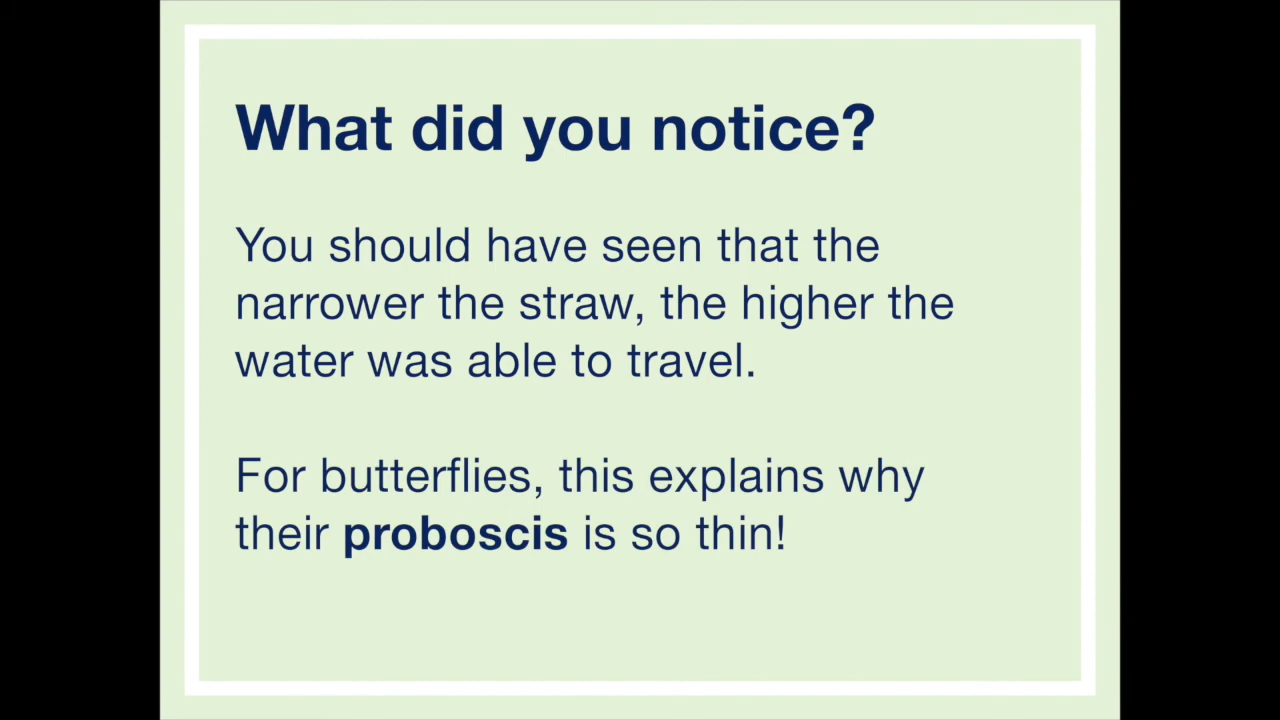 What did you notice?
You should have seen that the
narrower the straw, the higher the
water was able to travel.
For butterflies, this explains why
their proboscis is so thin!